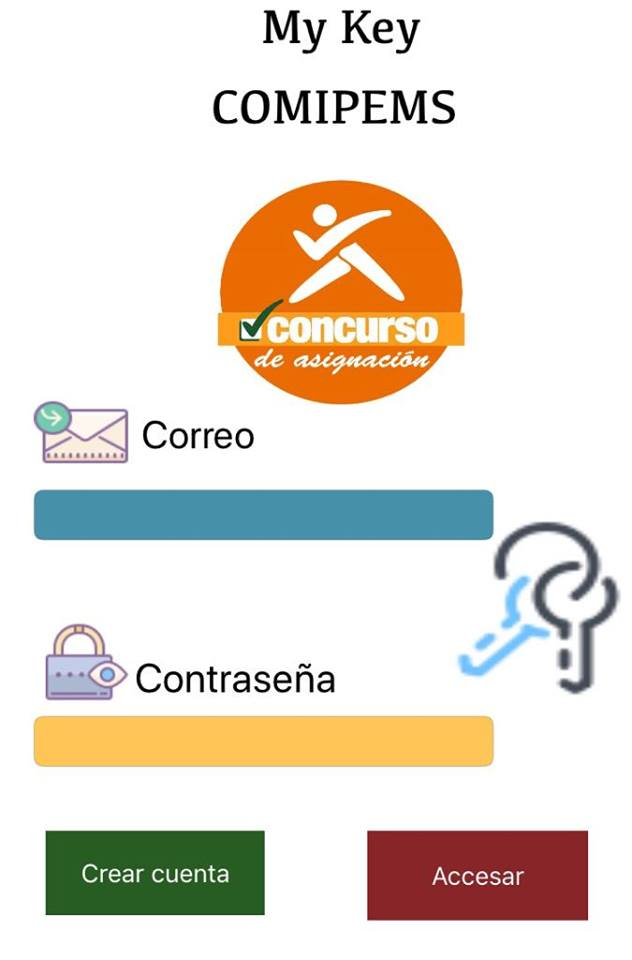 My Key
COMIPEMS
concurso
de asignación
Correo
Contraseña
Crear cuenta
Accesar